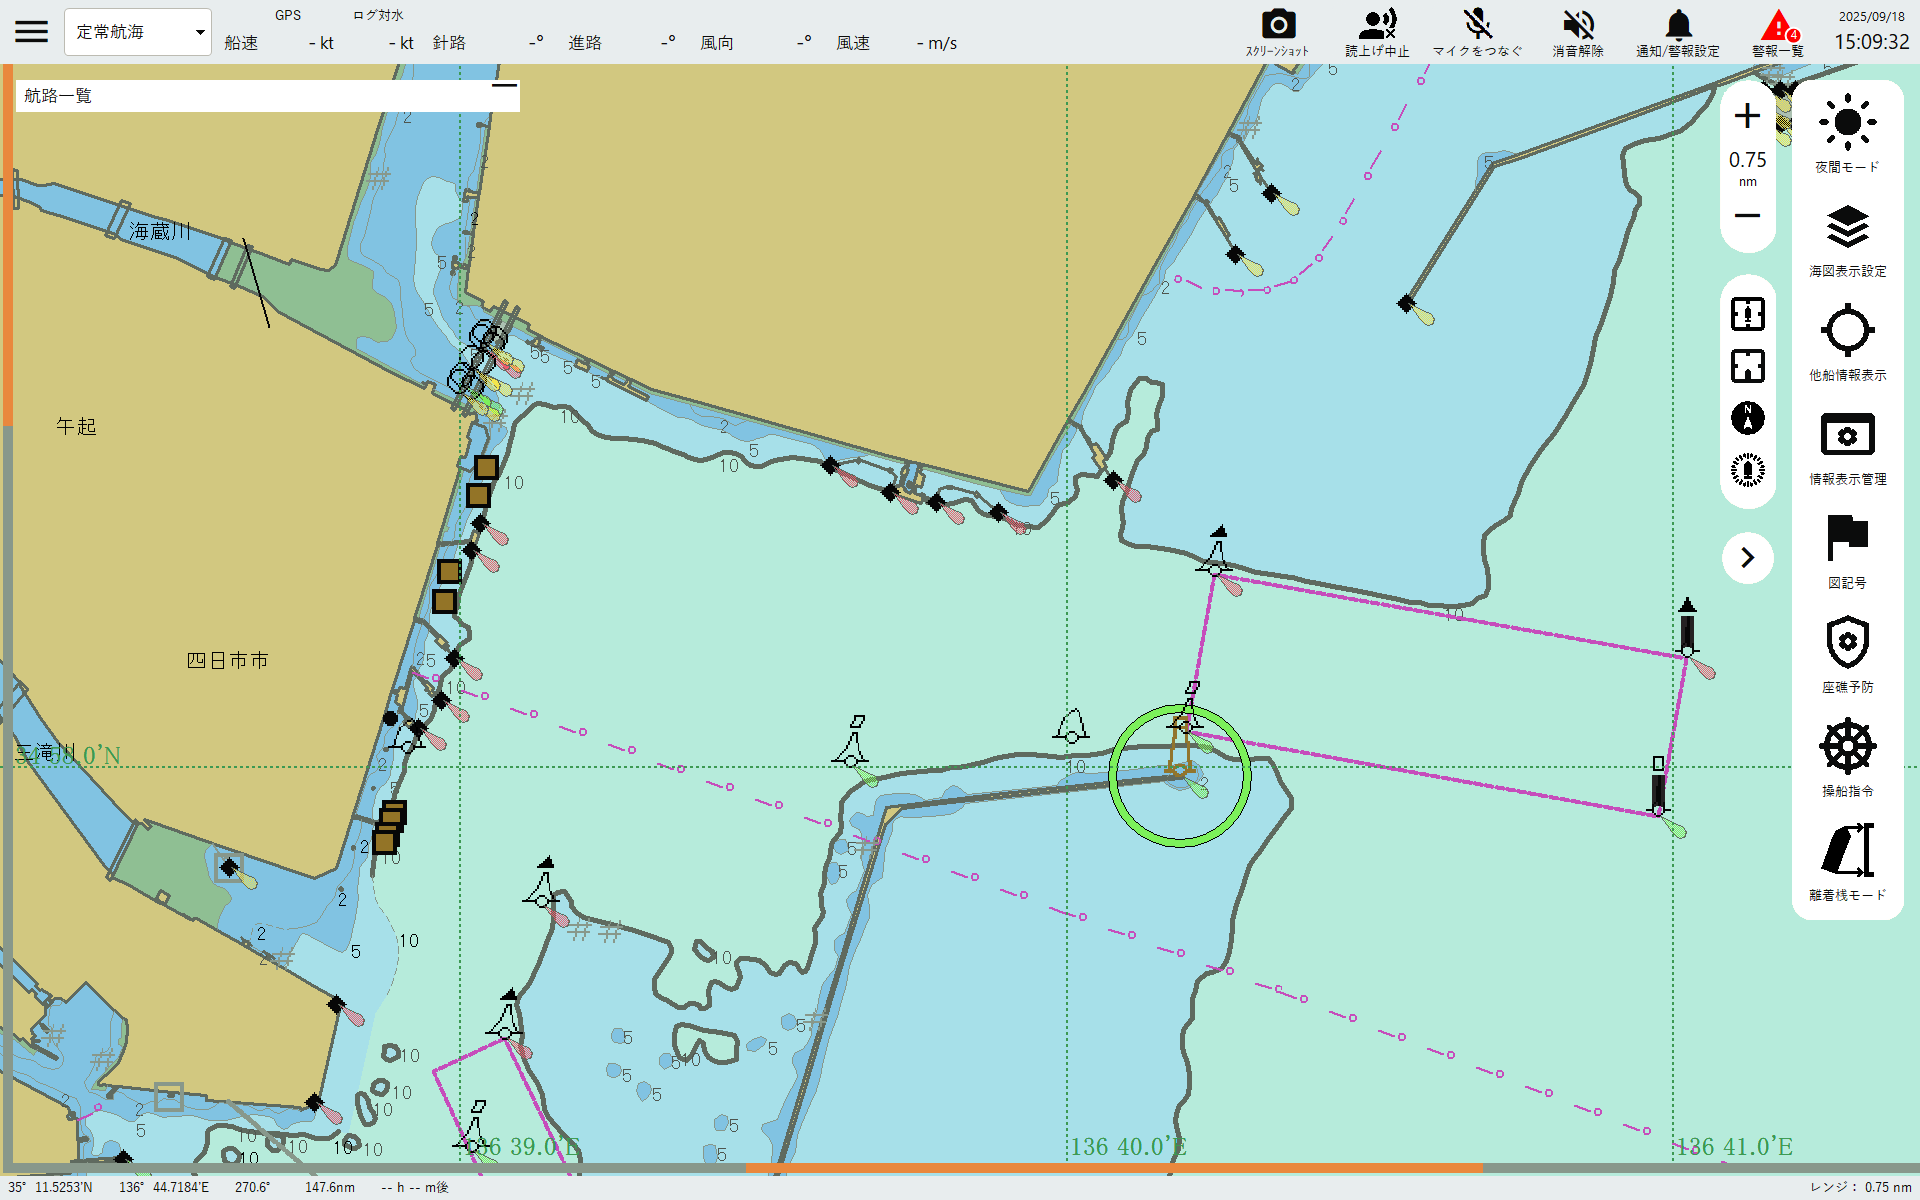 定常航海
GPS
ログ対水
船速 - kt - kt 針路 -° 進路 -° 風向 -° 風速 - m/s
スクリーンショット
読上げ中止
マイクをつなぐ
消音解除
通知/警報設定
4
警報一覧
2025/09/18
15:09:32
航路一覧
0.75
nm
夜間モード
海図表示設定
他船情報表示
情報表示管理
図記号
座礁予防
操船指令
離着桟モード
海蔵川
午起
四日市市
三滝川
136 39.0'E
136 40.0'E
136 41.0'E
35° 11.5253'N 136° 44.7184'E 270.6° 147.6nm -- h -- m後
レンジ: 0.75 nm